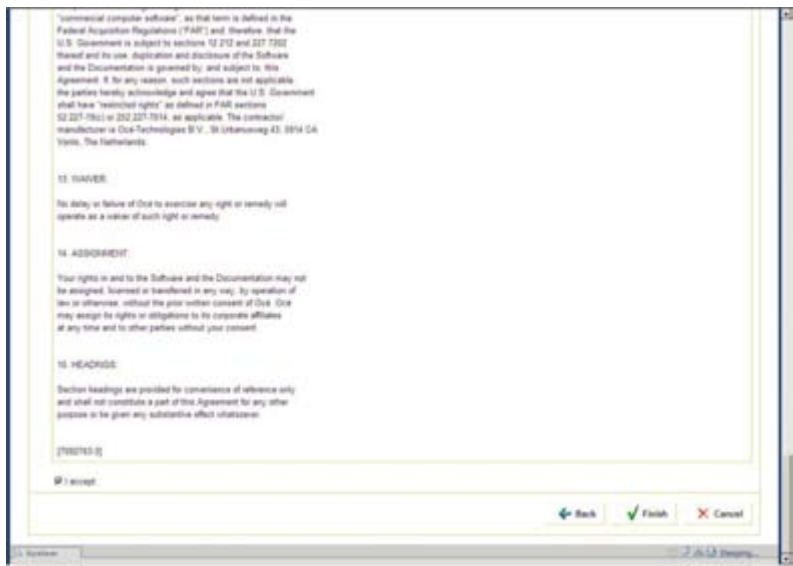 "commercial computer software", as that term is defined in the
Federal Acquisition Regulations ("FAR") and, therefore, that the
U.S. Government is subject to sections 12.212 and 227.7202
thereof and its use, duplication and disclosure of the Software
and the Documentation is governed by, and subject to, this
Agreement. If, for any reason, such sections are not applicable,
the parties hereby acknowledge and agree that the U.S. Government
shall have "restricted rights" as defined in FAR sections
52.227-19(c) or 252.227-7014, as applicable. The contractor/
manufacturer is Océ-Technologies B.V., St.Urbanusweg 43, 5914 CA
Venlo, The Netherlands.
13. WAIVER:
No delay or failure of Océ to exercise any right or remedy will
operate as a waiver of such right or remedy.
14. ASSIGNMENT:
Your rights in and to the Software and the Documentation may not
be assigned, licensed or transferred in any way, by operation of
law or otherwise, without the prior written consent of Océ. Océ
may assign its rights or obligations to its corporate affiliates
at any time and to other parties without your consent.
15. HEADINGS:
Section headings are provided for convenience of reference only
and shall not constitute a part of this Agreement for any other
purpose or be given any substantive effect whatsoever.
I accept
Back
Finish
Cancel
Sleeping...